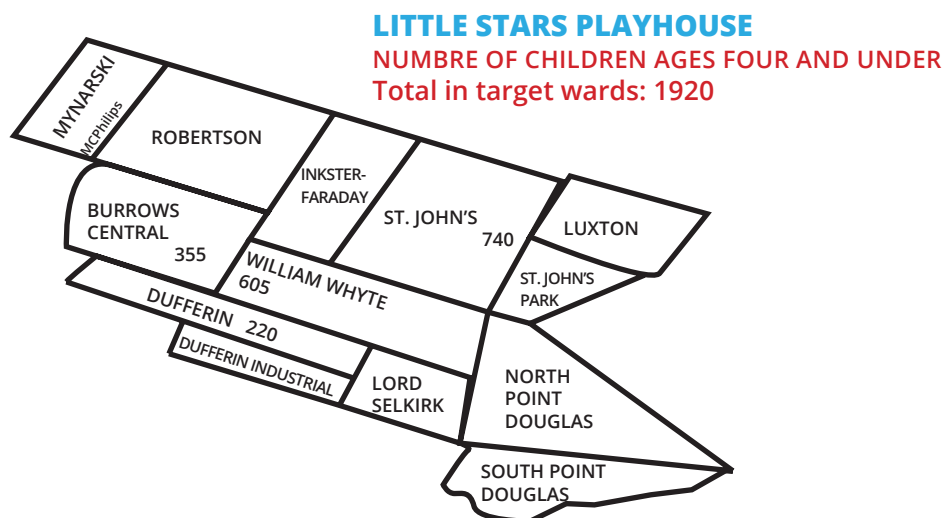 LITTLE STARS PLAYHOUSE
NUMBRE OF CHILDREN AGES FOUR AND UNDER
Total in target wards: 1920
MYNARSKI
MCPhilips
ROBERTSON
INKSTER-
FARADAY
ST. JOHN'S
740
LUXTON
BURROWS
CENTRAL
355
WILLIAM WHYTE
605
ST. JOHN'S
PARK
DUFFERIN 220
DUFFERIN INDUSTRIAL
LORD
SELKIRK
NORTH
POINT
DOUGLAS
SOUTH POINT
DOUGLAS